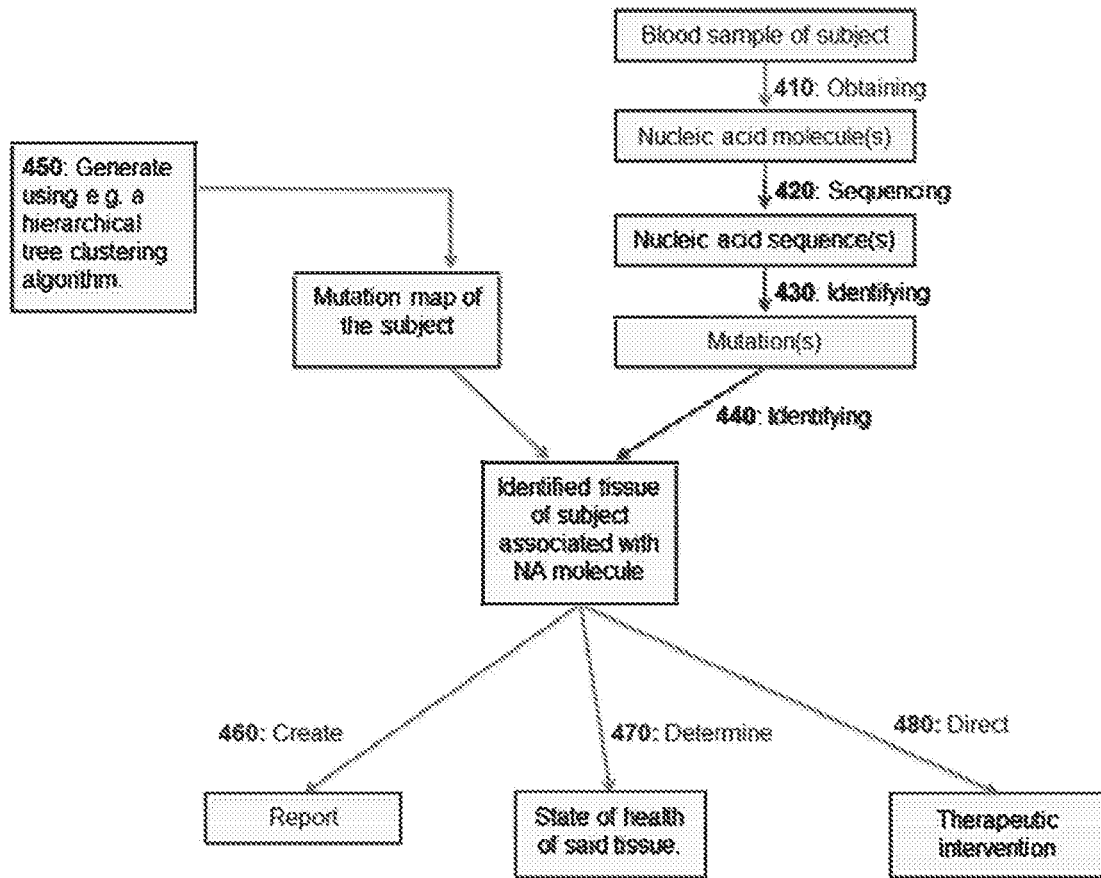 Blood sample of subject
410: Obtaining
Nucleic acid molecule(s)
450: Generate
using e.g. a
hierarchical
tree clustering
algorithm.
420: Sequencing
Nucleic acid sequence(s)
430: Identifying
Mutation map of
the subject
Mutation(s)
440: Identifying
Identified tissue
of subject
associated with
NA molecule
460: Create
470: Determine
480: Direct
Report
State of health
of said tissue.
Therapeutic
intervention